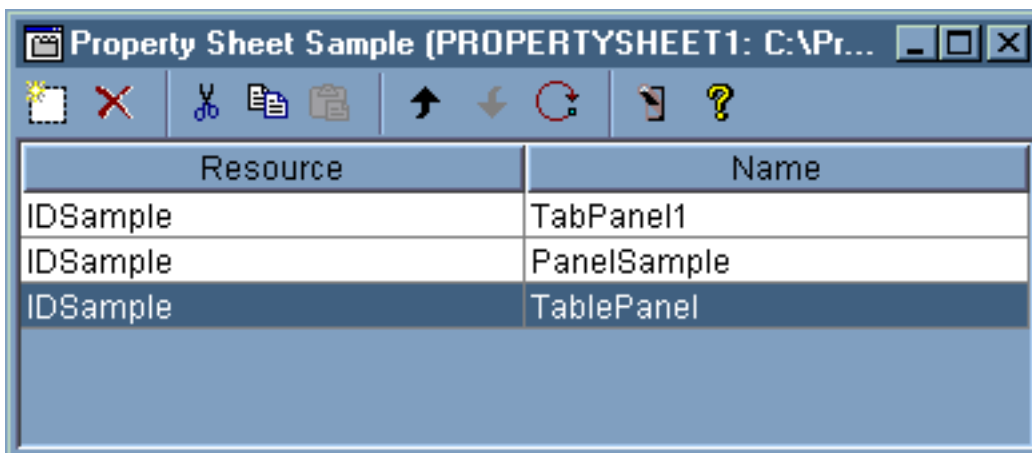 Property Sheet Sample (PROPERTYSHEET1: C:\Pr...
Resource Name
IDSample TabPanel1
IDSample PanelSample
IDSample TablePanel